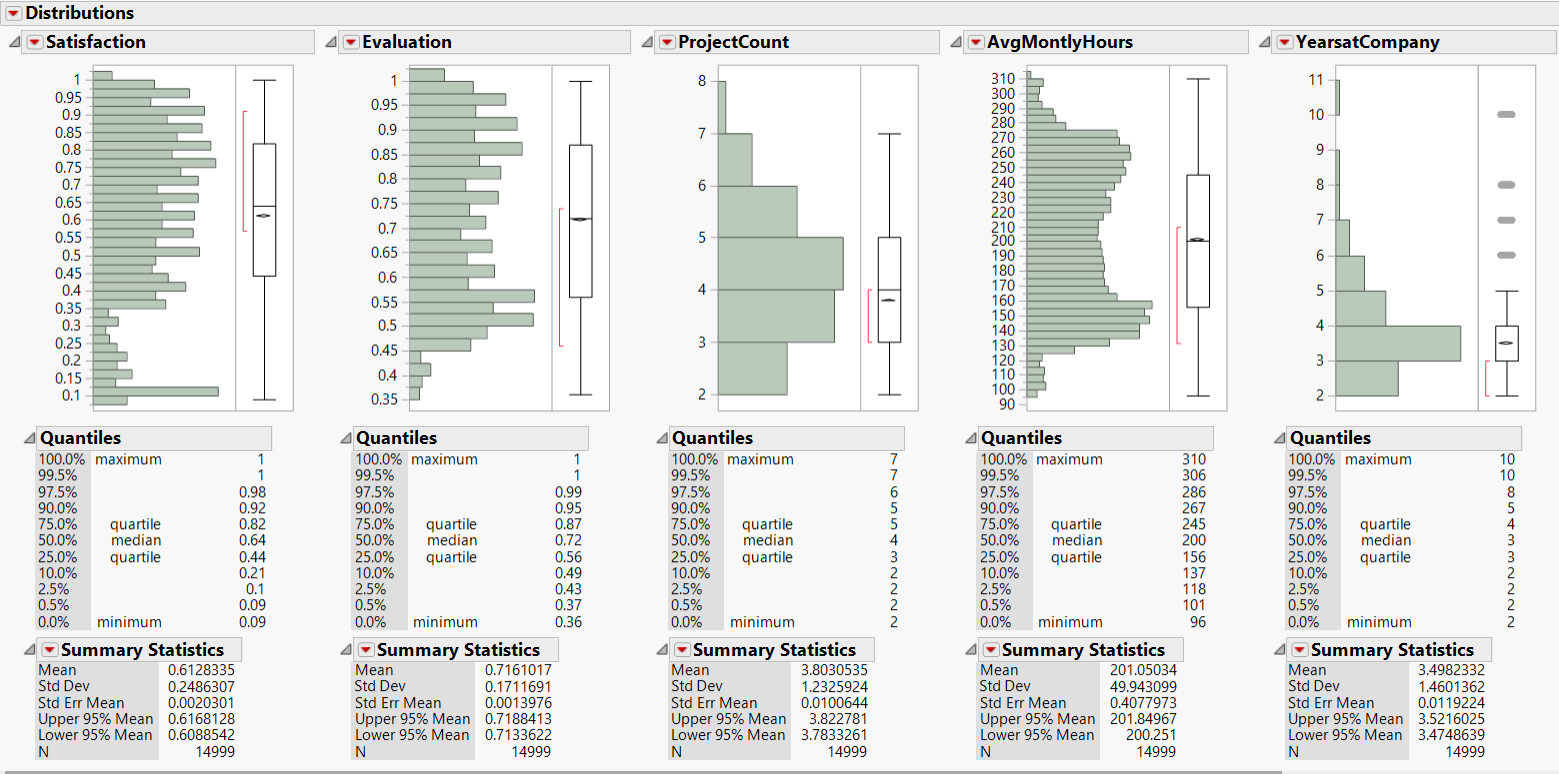 Distributions
Satisfaction
1
0.95
0.9
0.85
0.8
0.75
0.7
0.65
0.6
0.55
0.5
0.45
0.4
0.35
0.3
0.25
0.2
0.15
0.1
Quantiles
100.0% maximum 1
99.5% 1
97.5% 0.98
90.0% 0.92
75.0% quartile 0.82
50.0% median 0.64
25.0% quartile 0.44
10.0% 0.21
2.5% 0.1
0.5% 0.09
0.0% minimum 0.09
Summary Statistics
Mean 0.6128335
Std Dev 0.2486307
Std Err Mean 0.0020301
Upper 95% Mean 0.6168128
Lower 95% Mean 0.6088542
N 14999
Evaluation
1
0.95
0.9
0.85
0.8
0.75
0.7
0.65
0.6
0.55
0.5
0.45
0.4
0.35
Quantiles
100.0% maximum 1
99.5% 1
97.5% 0.99
90.0% 0.95
75.0% quartile 0.87
50.0% median 0.72
25.0% quartile 0.56
10.0% 0.49
2.5% 0.43
0.5% 0.37
0.0% minimum 0.36
Summary Statistics
Mean 0.7161017
Std Dev 0.1711691
Std Err Mean 0.0013976
Upper 95% Mean 0.7188413
Lower 95% Mean 0.7133622
N 14999
ProjectCount
8
7
6
5
4
3
2
Quantiles
100.0% maximum 7
99.5% 7
97.5% 6
90.0% 5
75.0% quartile 5
50.0% median 4
25.0% quartile 3
10.0% 2
2.5% 2
0.5% 2
0.0% minimum 2
Summary Statistics
Mean 3.8030535
Std Dev 1.2325924
Std Err Mean 0.0100644
Upper 95% Mean 3.822781
Lower 95% Mean 3.7833261
N 14999
AvgMontlyHours
310
300
290
280
270
260
250
240
230
220
210
200
190
180
170
160
150
140
130
120
110
100
90
Quantiles
100.0% maximum 310
99.5% 306
97.5% 286
90.0% 267
75.0% quartile 245
50.0% median 200
25.0% quartile 156
10.0% 137
2.5% 118
0.5% 101
0.0% minimum 96
Summary Statistics
Mean 201.05034
Std Dev 49.943099
Std Err Mean 0.4077973
Upper 95% Mean 201.84967
Lower 95% Mean 200.251
N 14999
YearsatCompany
11
10
9
8
7
6
5
4
3
2
Quantiles
100.0% maximum 10
99.5% 10
97.5% 8
90.0% 5
75.0% quartile 4
50.0% median 3
25.0% quartile 3
10.0% 2
2.5% 2
0.5% 2
0.0% minimum 2
Summary Statistics
Mean 3.4982332
Std Dev 1.4601362
Std Err Mean 0.0119224
Upper 95% Mean 3.5216025
Lower 95% Mean 3.4748639
N 14999